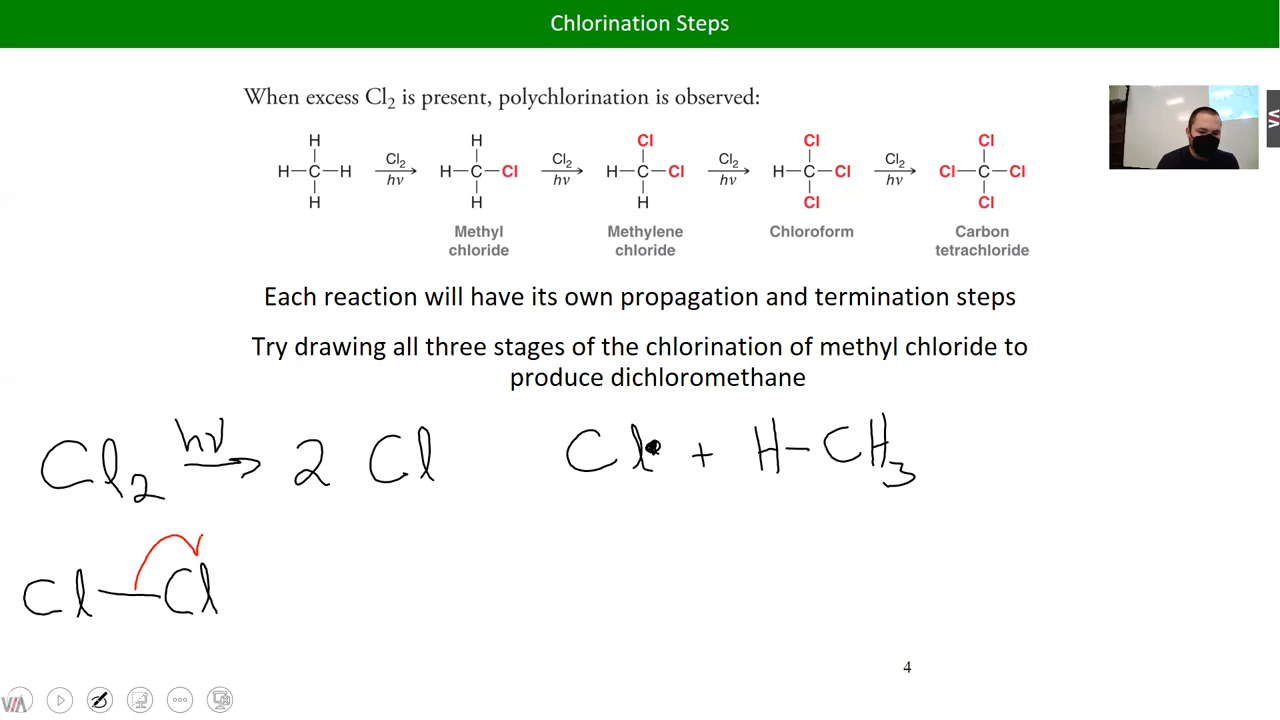 Chlorination Steps
When excess Cl2 is present, polychlorination is observed:
H H Cl Cl Cl
H—C—H Cl2 hν H—C—Cl Cl2 hν H—C—Cl Cl2 hν H—C—Cl Cl2 hν Cl—C—Cl
H H H Cl Cl
Methyl chloride
Methylene chloride
Chloroform
Carbon tetrachloride
Each reaction will have its own propagation and termination steps
Try drawing all three stages of the chlorination of methyl chloride to
produce dichloromethane
Cl2 hν → 2 Cl
Cl• + H—CH3
Cl—Cl
4